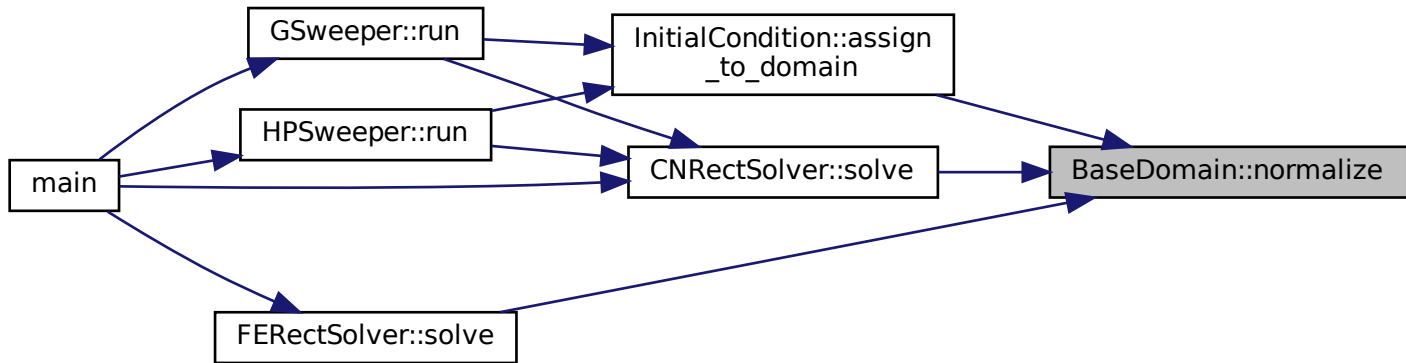 GSweeper::run
InitialCondition::assign
_to_domain
HPSweeper::run
main
CNRectSolver::solve
BaseDomain::normalize
FERectSolver::solve